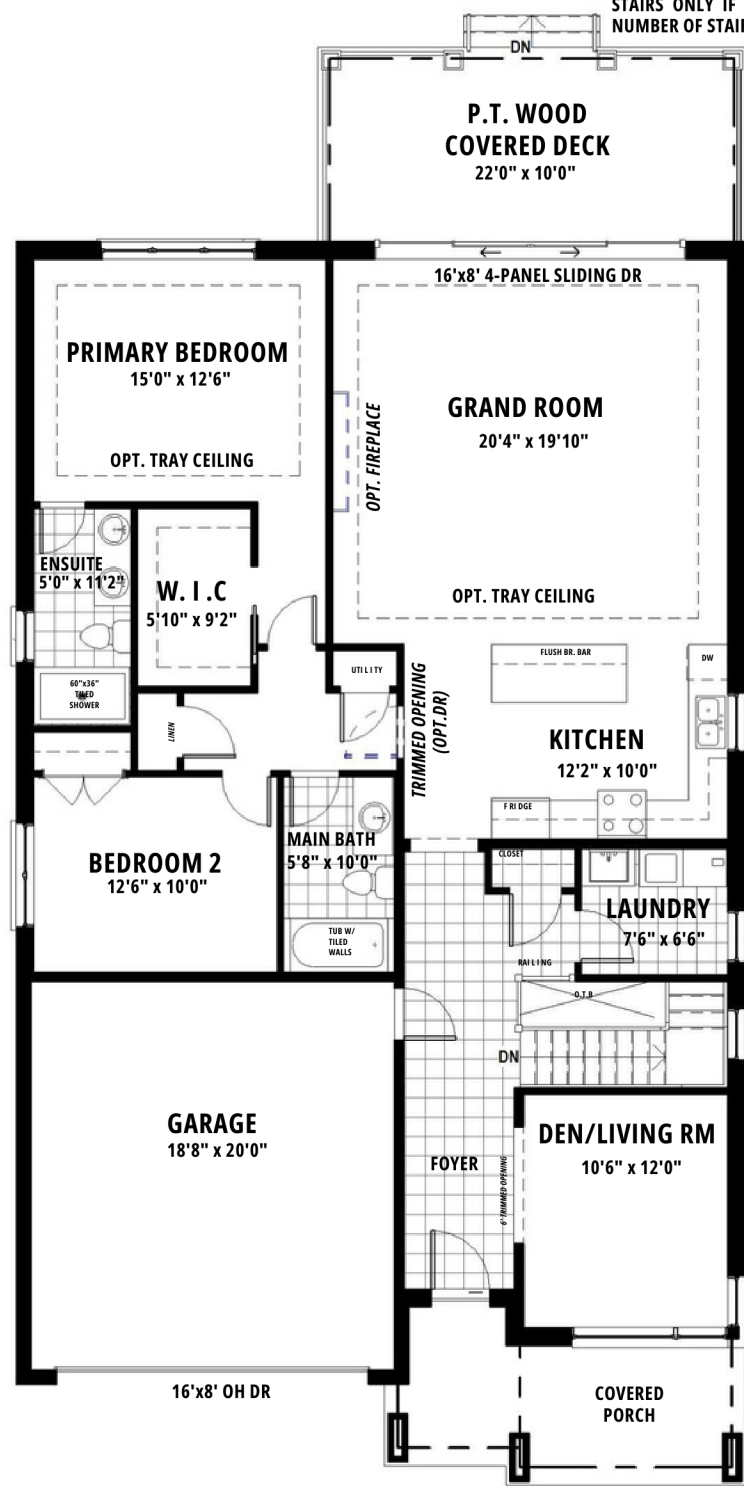 STAIRS ONLY IF
NUMBER OF STAI
DN
P.T. WOOD
COVERED DECK
22'0" x 10'0"
16'x8' 4-PANEL SLIDING DR
PRIMARY BEDROOM
15'0" x 12'6"
OPT. TRAY CEILING
OPT. FIREPLACE
GRAND ROOM
20'4" x 19'10"
OPT. TRAY CEILING
ENSUITE
5'0" x 11'2"
W. I .C
5'10" x 9'2"
60"x36"
TILED
SHOWER
LINEN
UTILITY
TRIMMED OPENING
(OPT.DR)
FLUSH BR. BAR
DW
KITCHEN
12'2" x 10'0"
FRIDGE
BEDROOM 2
12'6" x 10'0"
MAIN BATH
5'8" x 10'0"
TUB W/
TILED
WALLS
CLOSET
LAUNDRY
7'6" x 6'6"
RAILING
O.T.B
DN
GARAGE
18'8" x 20'0"
FOYER
6' TRIMMED OPENING
DEN/LIVING RM
10'6" x 12'0"
16'x8' OH DR
COVERED
PORCH